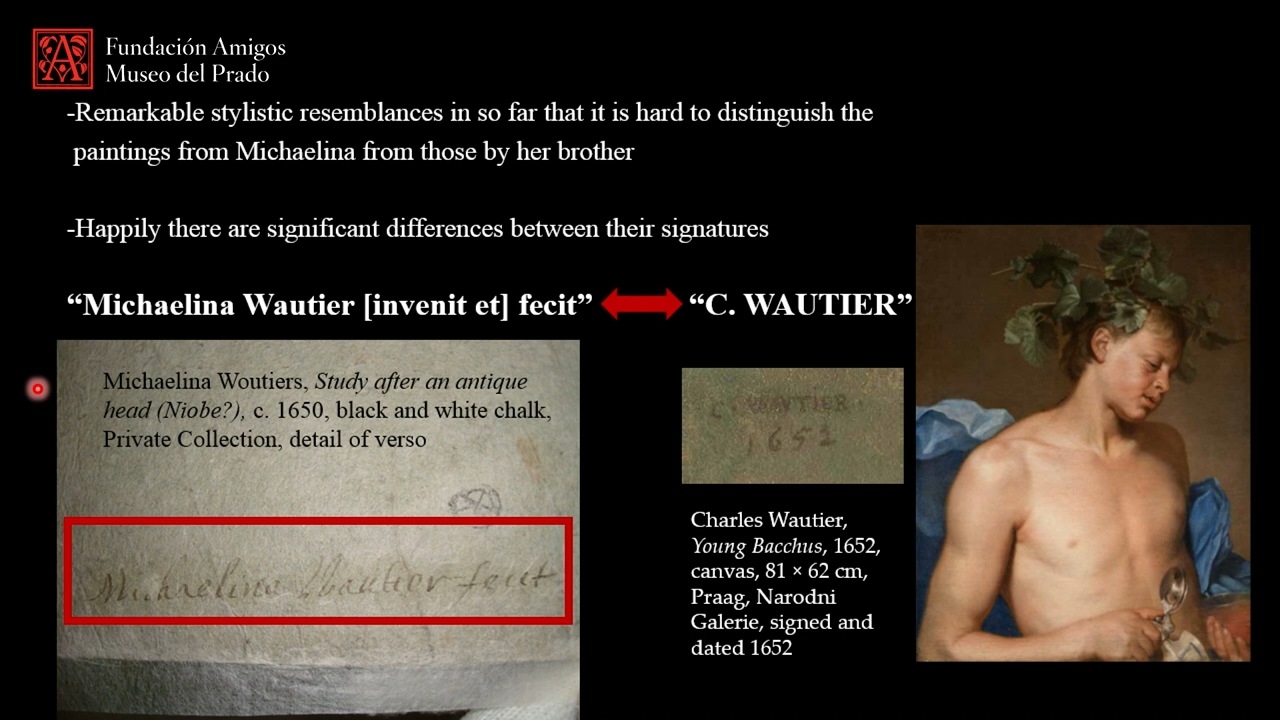 Fundación Amigos
Museo del Prado
-Remarkable stylistic resemblances in so far that it is hard to distinguish the
paintings from Michaelina from those by her brother
-Happily there are significant differences between their signatures
“Michaelina Wautier [invenit et] fecit” “C. WAUTIER”
Michaelina Woutiers, Study after an antique
head (Niobe?), c. 1650, black and white chalk,
Private Collection, detail of verso
Michaelina Wautier fecit
C. WAVTIER.
1652
Charles Wautier,
Young Bacchus, 1652,
canvas, 81 × 62 cm,
Praag, Narodni
Galerie, signed and
dated 1652